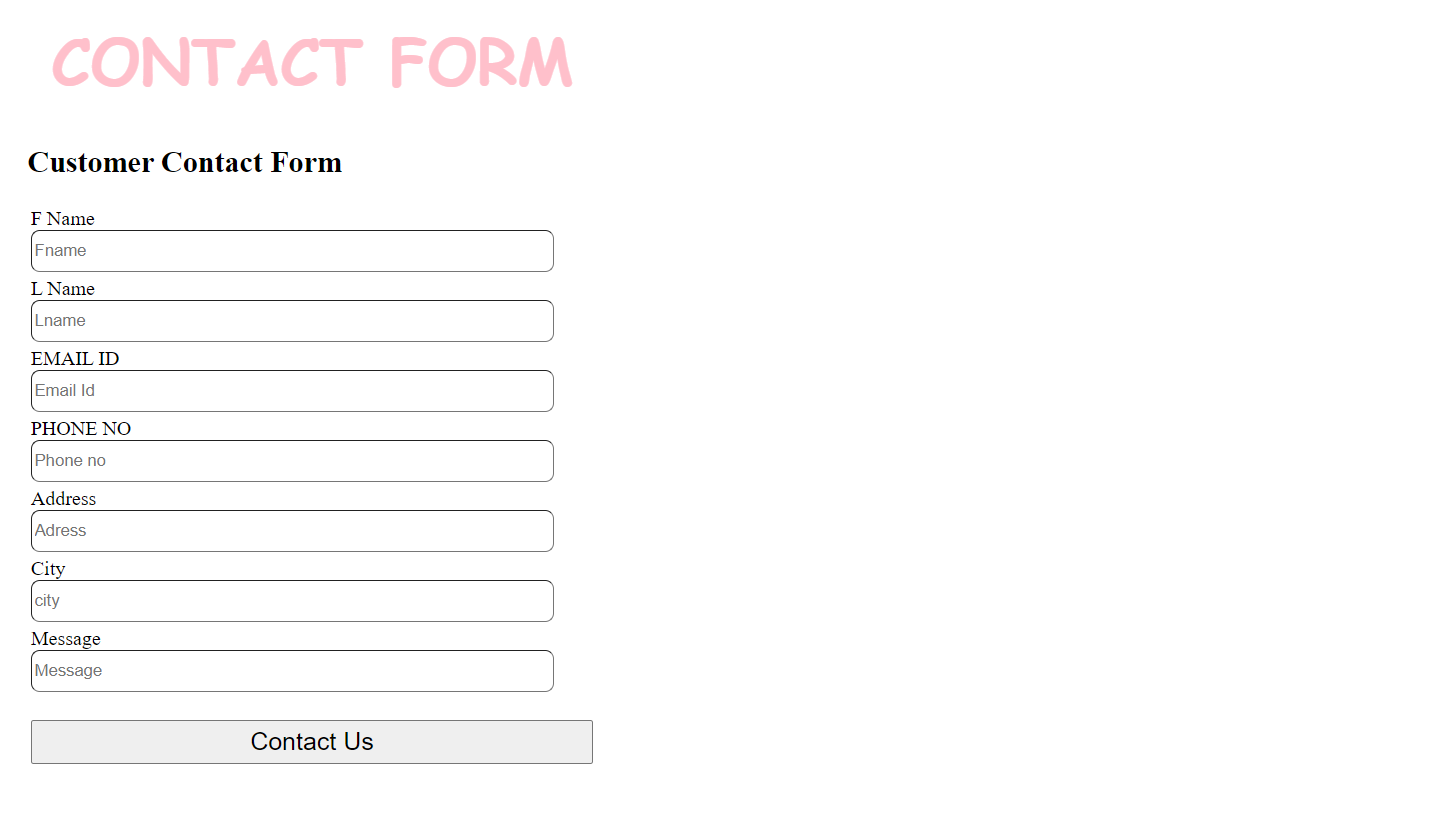 CONTACT FORM
Customer Contact Form
F Name
Fname
L Name
Lname
EMAIL ID
Email Id
PHONE NO
Phone no
Address
Adress
City
city
Message
Message
Contact Us